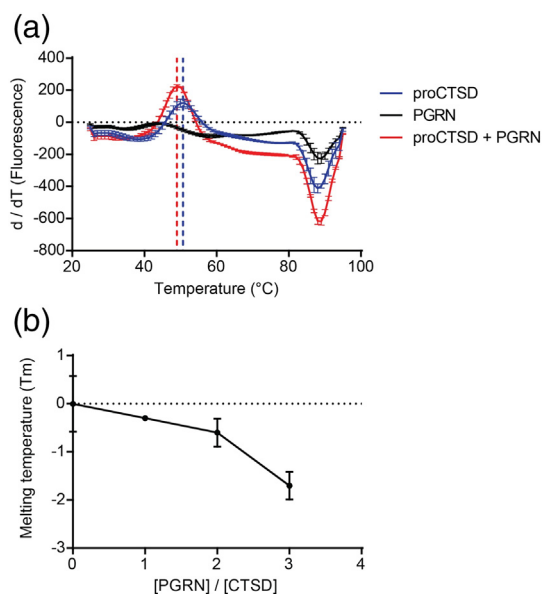 (a)
400
200
0
-200
-400
-600
-800
d / dT (Fluorescence)
20 40 60 80 100
Temperature (°C)
proCTSD
PGRN
proCTSD + PGRN
(b)
1
0
-1
-2
-3
Melting temperature (Tm)
0 1 2 3 4
[PGRN] / [CTSD]